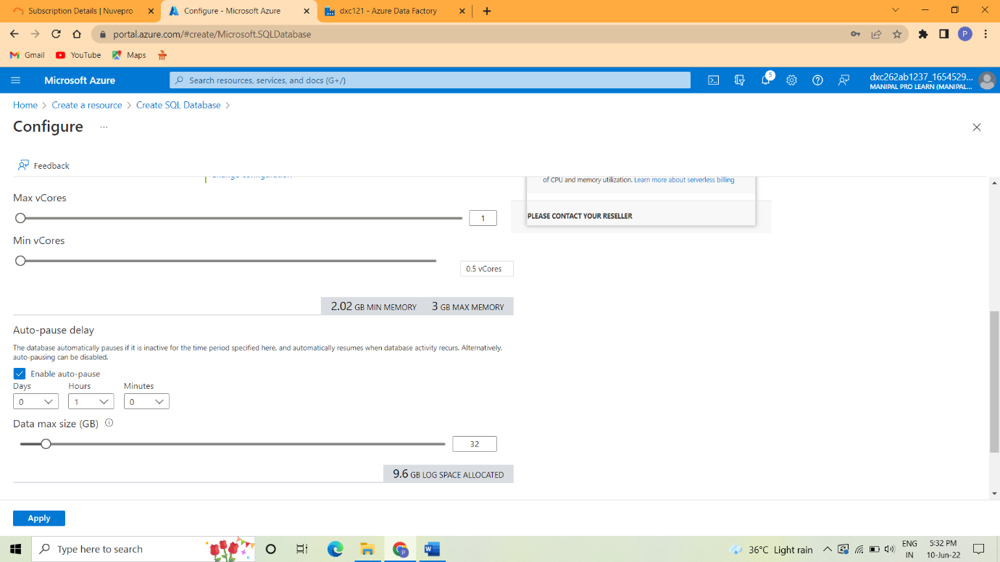 Subscription Details | Nuvepro
Configure - Microsoft Azure
dxc121 - Azure Data Factory
portal.azure.com/#create/Microsoft.SQLDatabase
P
Gmail
YouTube
Maps
Microsoft Azure
Search resources, services, and docs (G+/)
5
dxc262ab1237_1654529...
MANIPAL PRO LEARN (MANIPAL...
Home > Create a resource > Create SQL Database >
Configure ...
Feedback
Change configuration
of CPU and memory utilization. Learn more about serverless billing
PLEASE CONTACT YOUR RESELLER
Max vCores
1
Min vCores
0.5 vCores
2.02 GB MIN MEMORY 3 GB MAX MEMORY
Auto-pause delay
The database automatically pauses if it is inactive for the time period specified here, and automatically resumes when database activity recurs. Alternatively,
auto-pausing can be disabled.
Enable auto-pause
Days Hours Minutes
0 1 0
Data max size (GB)
32
9.6 GB LOG SPACE ALLOCATED
Apply
Type here to search
36°C Light rain
ENG
IN
5:32 PM
10-Jun-22